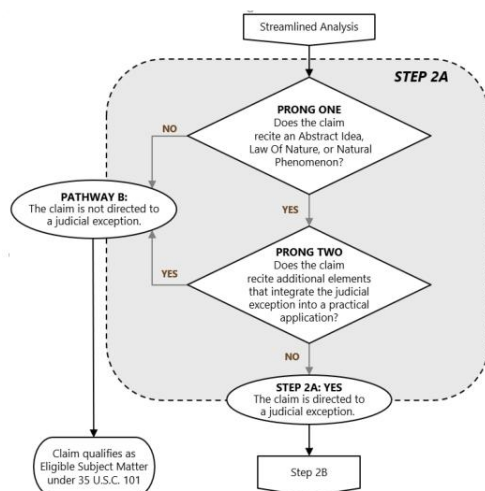 Streamlined Analysis
STEP 2A
PRONG ONE
Does the claim
recite an Abstract Idea,
Law Of Nature, or Natural
Phenomenon?
NO
YES
PATHWAY B:
The claim is not directed to
a judicial exception.
PRONG TWO
Does the claim
recite additional elements
that integrate the judicial
exception into a practical
application?
YES
NO
STEP 2A: YES
The claim is directed to
a judicial exception.
Claim qualifies as
Eligible Subject Matter
under 35 U.S.C. 101
Step 2B